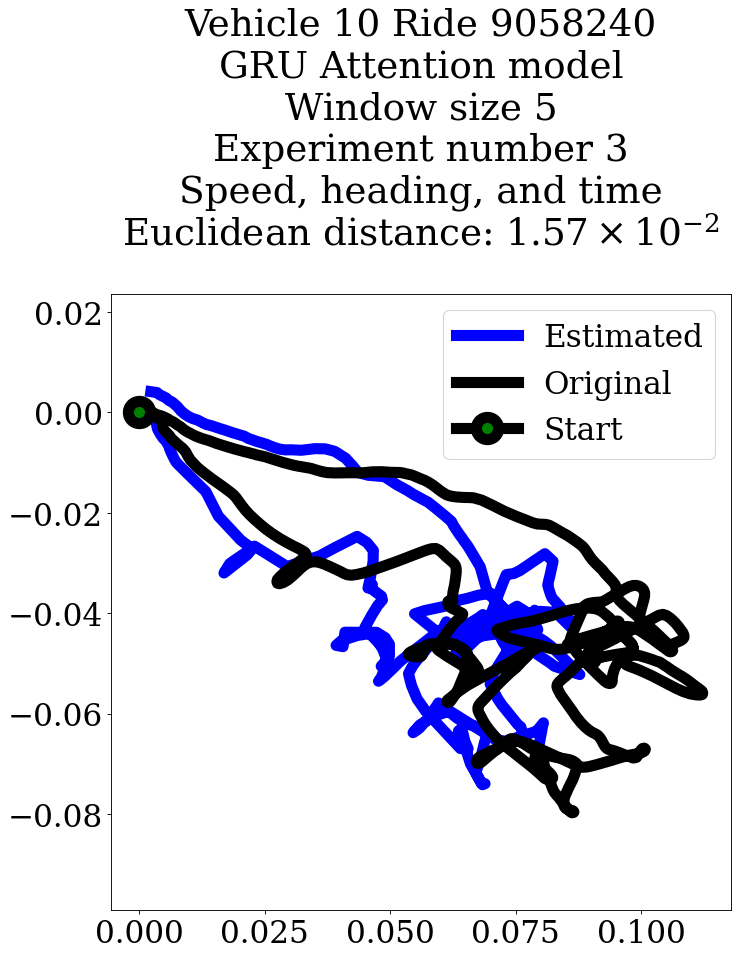 Vehicle 10 Ride 9058240
GRU Attention model
Window size 5
Experiment number 3
Speed, heading, and time
Euclidean distance: 1.57 × 10⁻²
Estimated
Original
Start
0.02
0.00
−0.02
−0.04
−0.06
−0.08
0.000 0.025 0.050 0.075 0.100